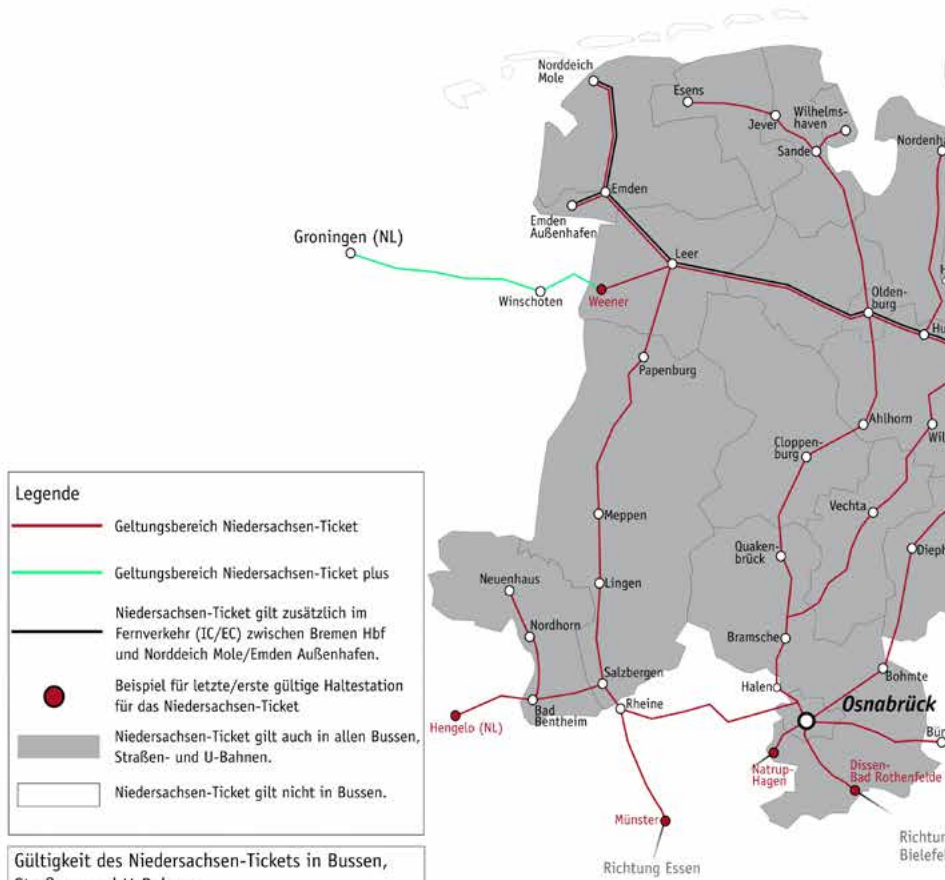 Norddeich
Mole
Esens
Jever
Wilhelms-
haven
Sande
Emden
Emden
Außenhafen
Groningen (NL)
Leer
Winschoten
Weener
Olden-
burg
Papenburg
Ahlhorn
Cloppen-
burg
Vechta
Meppen
Quaken-
brück
Lingen
Neuenhaus
Nordhorn
Bramsche
Salzbergen
Halen
Bohmte
Rheine
Bad
Bentheim
Hengelo (NL)
Osnabrück
Natrup-
Hagen
Dissen-
Bad Rothenfelde
Münster
Richtung Essen
Legende
Geltungsbereich Niedersachsen-Ticket
Geltungsbereich Niedersachsen-Ticket plus
Niedersachsen-Ticket gilt zusätzlich im
Fernverkehr (IC/EC) zwischen Bremen Hbf
und Norddeich Mole/Emden Außenhafen.
Beispiel für letzte/erste gültige Haltestation
für das Niedersachsen-Ticket
Niedersachsen-Ticket gilt auch in allen Bussen,
Straßen- und U-Bahnen.
Niedersachsen-Ticket gilt nicht in Bussen.
Gültigkeit des Niedersachsen-Tickets in Bussen,